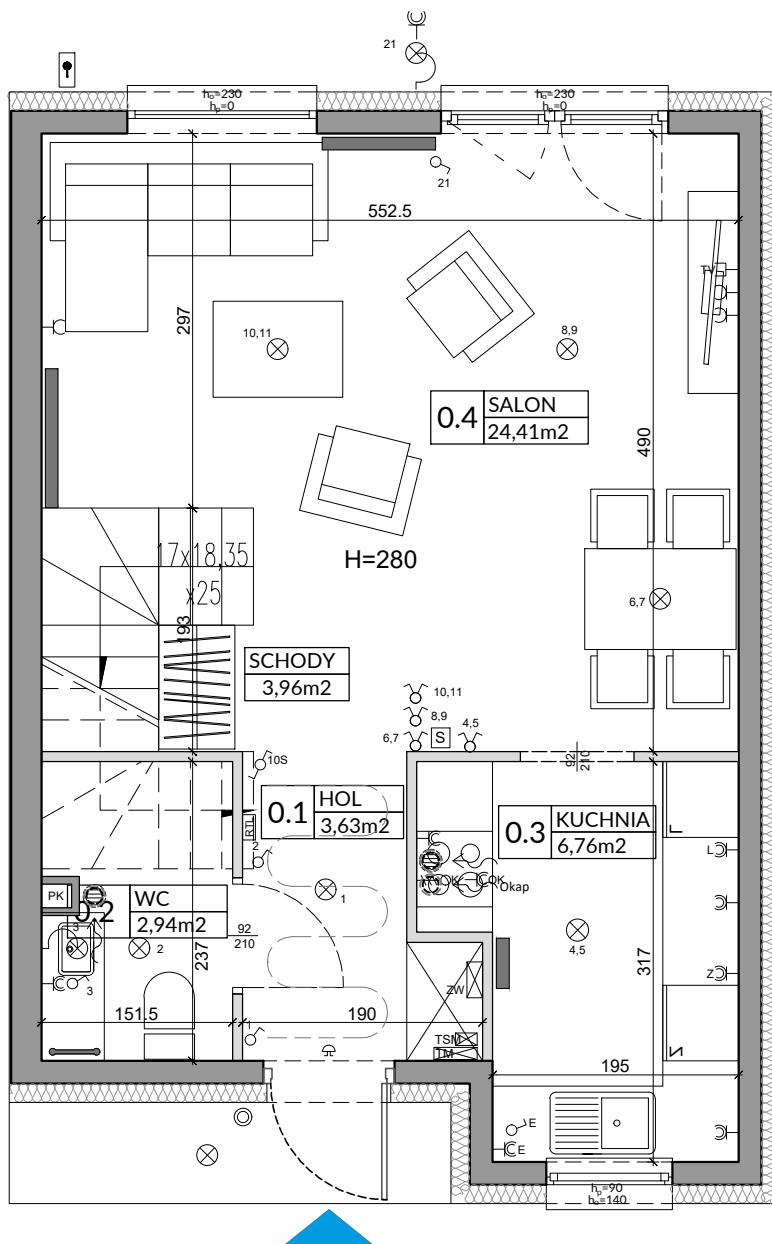 21
hₒ=230
hₚ=0
hₒ=230
hₚ=0
21
552.5
TV
297
10,11
8,9
0.4
SALON
24,41m2
490
17x18,35
x25
H=280
6,7
193
SCHODY
3,96m2
10,11
8,9
6,7
S
4,5
10S
92
210
0.1
HOL
3,63m2
RTL
2
0.3
KUCHNIA
6,76m2
L
L
OK
Okap
PK
0.2
WC
2,94m2
1
3
2
92
210
237
4,5
317
3
ZW
Z
151.5
190
1
TSM
TM
Z
195
E
E
hₚ=90
hₒ=140